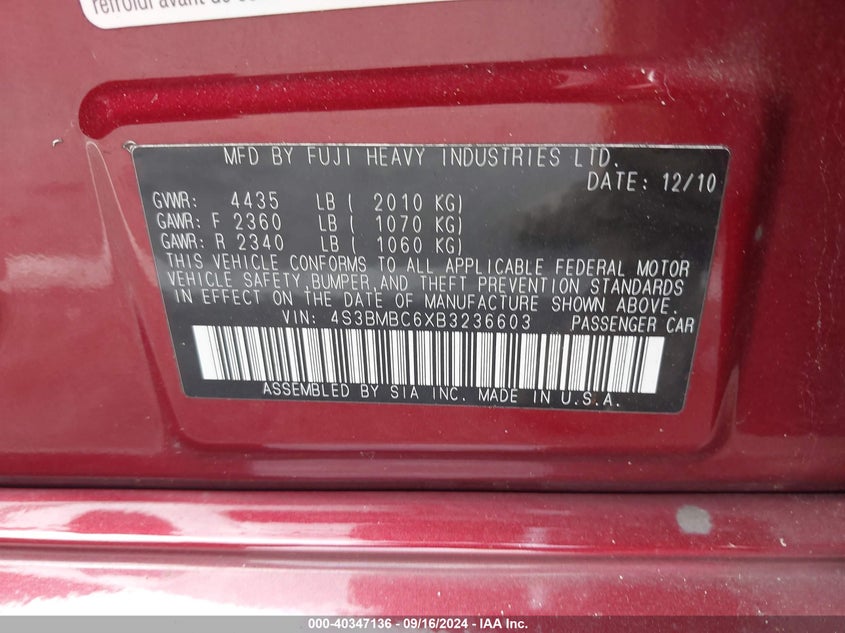 refroidi avant de
MFD BY FUJI HEAVY INDUSTRIES LTD.
DATE: 12/10
GVWR: 4435 LB ( 2010 KG)
GAWR: F 2360 LB ( 1070 KG)
GAWR: R 2340 LB ( 1060 KG)
THIS VEHICLE CONFORMS TO ALL APPLICABLE FEDERAL MOTOR
VEHICLE SAFETY,BUMPER,AND THEFT PREVENTION STANDARDS
IN EFFECT ON THE DATE OF MANUFACTURE SHOWN ABOVE.
VIN: 4S3BMBC6XB3236603 PASSENGER CAR
ASSEMBLED BY SIA INC. MADE IN U.S.A.
000-40347136 - 09/16/2024 - IAA Inc.